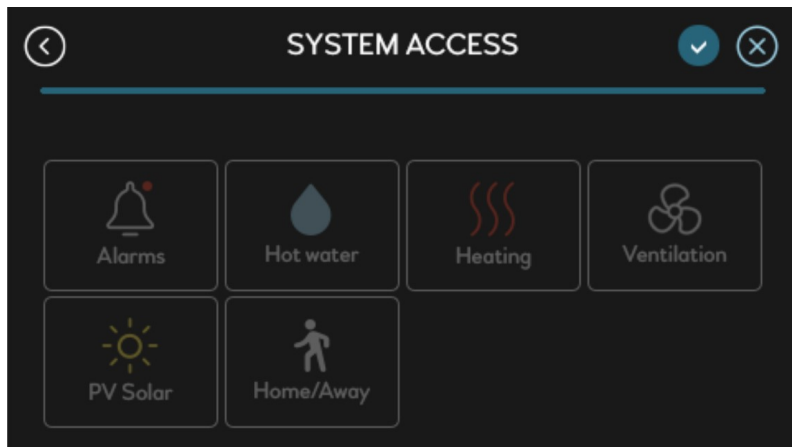 SYSTEM ACCESS
Alarms
Hot water
Heating
Ventilation
PV Solar
Home/Away